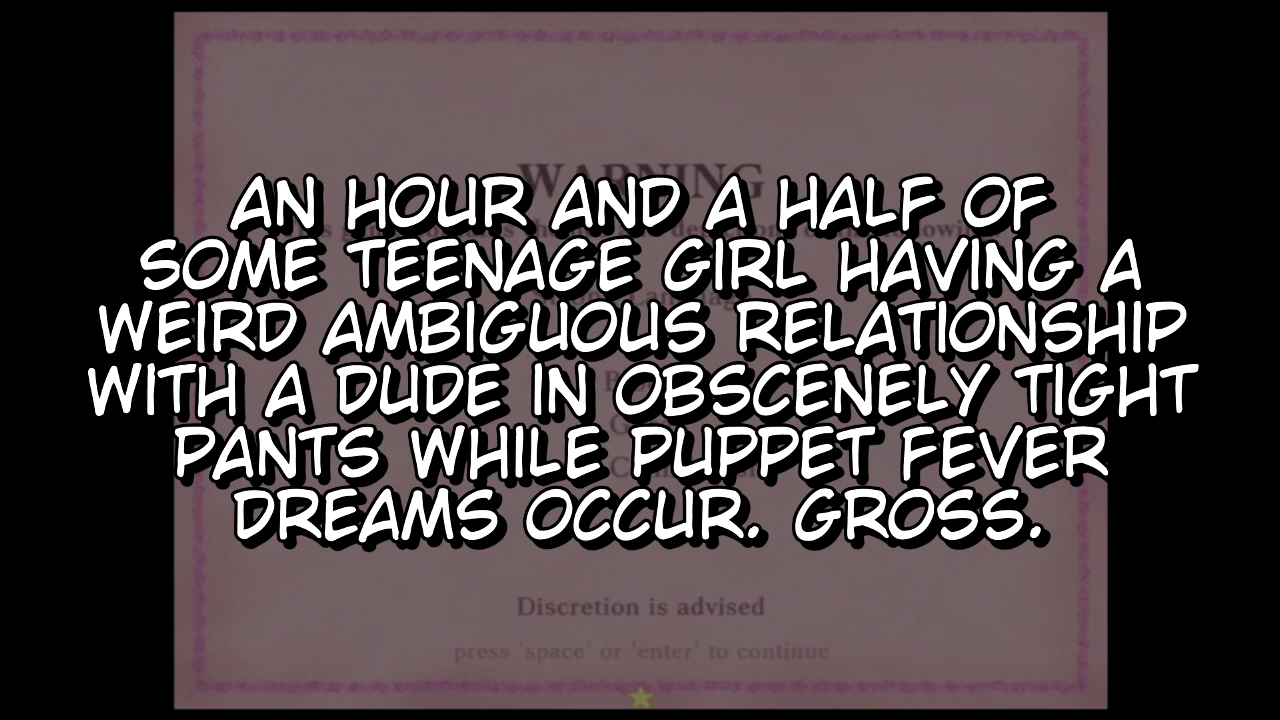 WARNING
AN HOUR AND A HALF OF
SOME TEENAGE GIRL HAVING A
WEIRD AMBIGUOUS RELATIONSHIP
WITH A DUDE IN OBSCENELY TIGHT
PANTS WHILE PUPPET FEVER
DREAMS OCCUR. GROSS.
Discretion is advised
press 'space' or 'enter' to continue